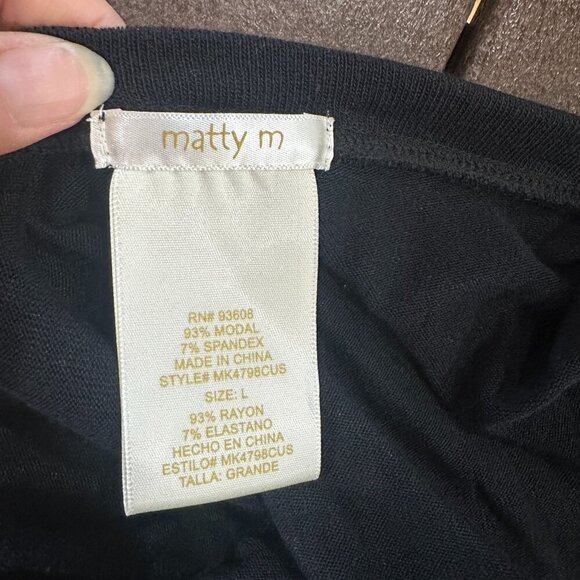 matty m
RN# 93608
93% MODAL
7% SPANDEX
MADE IN CHINA
STYLE# MK4798CUS
SIZE: L
93% RAYON
7% ELASTANO
HECHO EN CHINA
ESTILO# MK4798CUS
TALLA: GRANDE